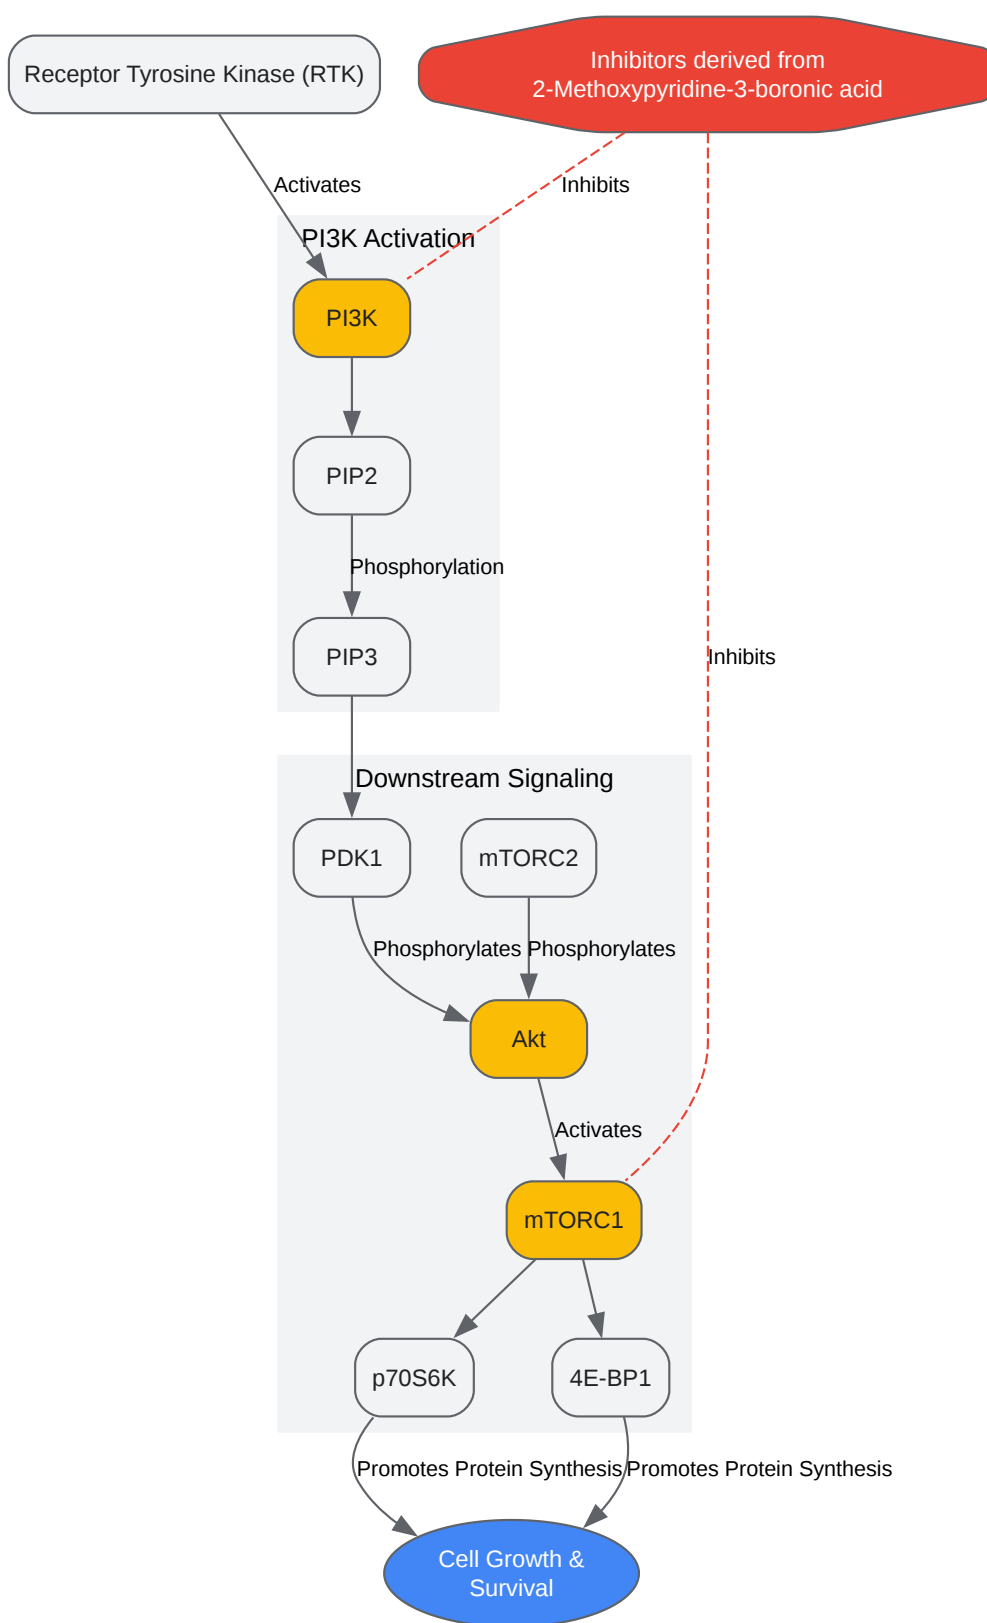 Receptor Tyrosine Kinase (RTK)
Inhibitors derived from
2-Methoxypyridine-3-boronic acid
Activates
Inhibits
PI3K Activation
PI3K
PIP2
Phosphorylation
PIP3
Inhibits
Downstream Signaling
PDK1
mTORC2
Phosphorylates
Phosphorylates
Akt
Activates
mTORC1
p70S6K
4E-BP1
Promotes Protein Synthesis
Promotes Protein Synthesis
Cell Growth &
Survival